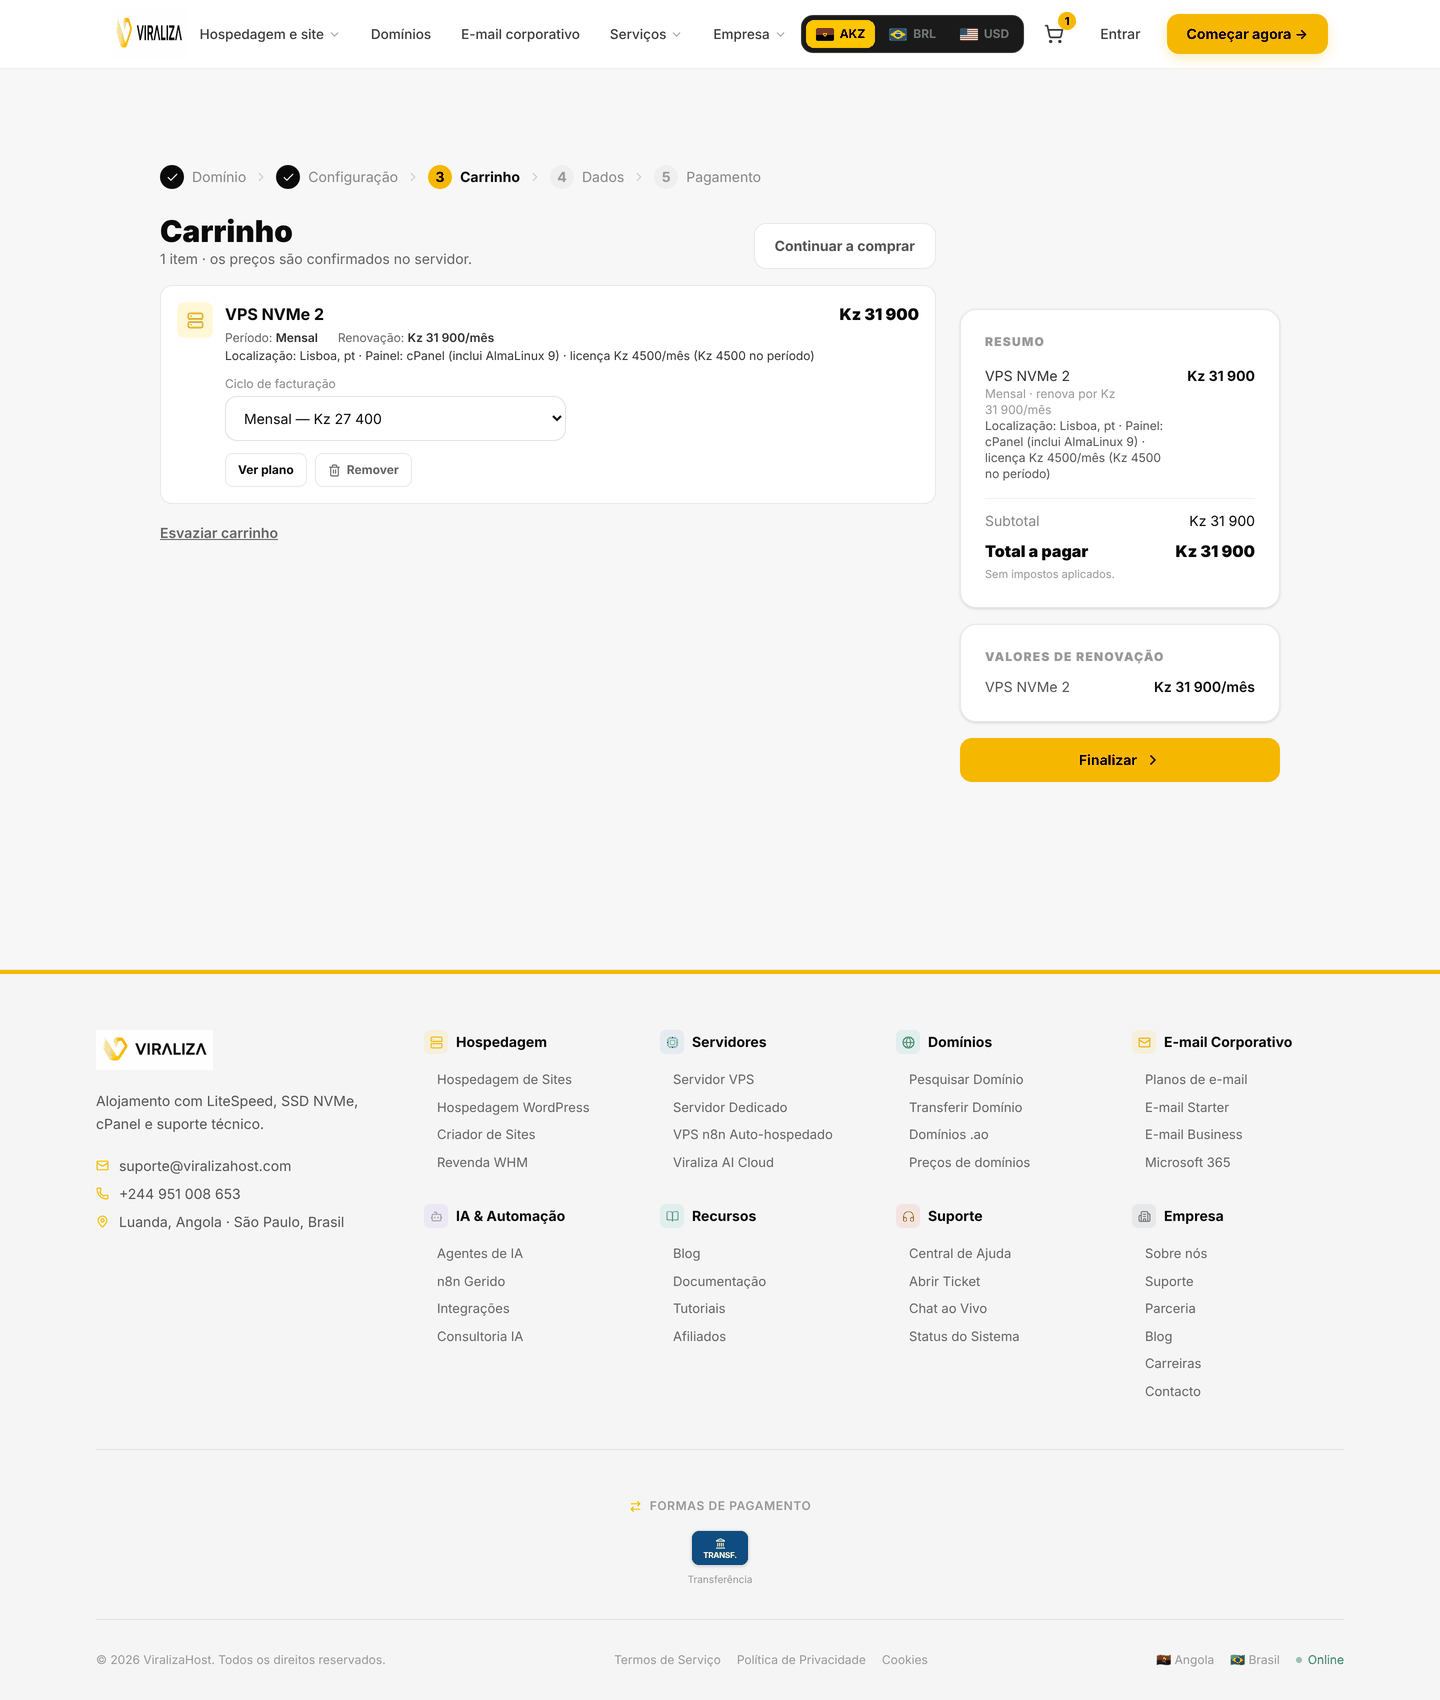 VIRALIZA
Hospedagem e site
Domínios
E-mail corporativo
Serviços
Empresa
AKZ
BRL
USD
1
Entrar
Começar agora →
Domínio
Configuração
3 Carrinho
4 Dados
5 Pagamento
Carrinho
1 item · os preços são confirmados no servidor.
Continuar a comprar
VPS NVMe 2
Kz 31 900
Período: Mensal Renovação: Kz 31 900/mês
Localização: Lisboa, pt · Painel: cPanel (inclui AlmaLinux 9) · licença Kz 4500/mês (Kz 4500 no período)
Ciclo de facturação
Mensal — Kz 27 400
Ver plano
Remover
Esvaziar carrinho
RESUMO
VPS NVMe 2
Kz 31 900
Mensal · renova por Kz
31 900/mês
Localização: Lisboa, pt · Painel:
cPanel (inclui AlmaLinux 9) ·
licença Kz 4500/mês (Kz 4500
no período)
Subtotal
Kz 31 900
Total a pagar
Kz 31 900
Sem impostos aplicados.
VALORES DE RENOVAÇÃO
VPS NVMe 2
Kz 31 900/mês
Finalizar
VIRALIZA
Alojamento com LiteSpeed, SSD NVMe,
cPanel e suporte técnico.
suporte@viralizahost.com
+244 951 008 653
Luanda, Angola · São Paulo, Brasil
Hospedagem
Hospedagem de Sites
Hospedagem WordPress
Criador de Sites
Revenda WHM
Servidores
Servidor VPS
Servidor Dedicado
VPS n8n Auto-hospedado
Viraliza AI Cloud
Domínios
Pesquisar Domínio
Transferir Domínio
Domínios .ao
Preços de domínios
E-mail Corporativo
Planos de e-mail
E-mail Starter
E-mail Business
Microsoft 365
IA & Automação
Agentes de IA
n8n Gerido
Integrações
Consultoria IA
Recursos
Blog
Documentação
Tutoriais
Afiliados
Suporte
Central de Ajuda
Abrir Ticket
Chat ao Vivo
Status do Sistema
Empresa
Sobre nós
Suporte
Parceria
Blog
Carreiras
Contacto
FORMAS DE PAGAMENTO
TRANSF.
Transferência
© 2026 ViralizaHost. Todos os direitos reservados.
Termos de Serviço
Política de Privacidade
Cookies
Angola
Brasil
Online